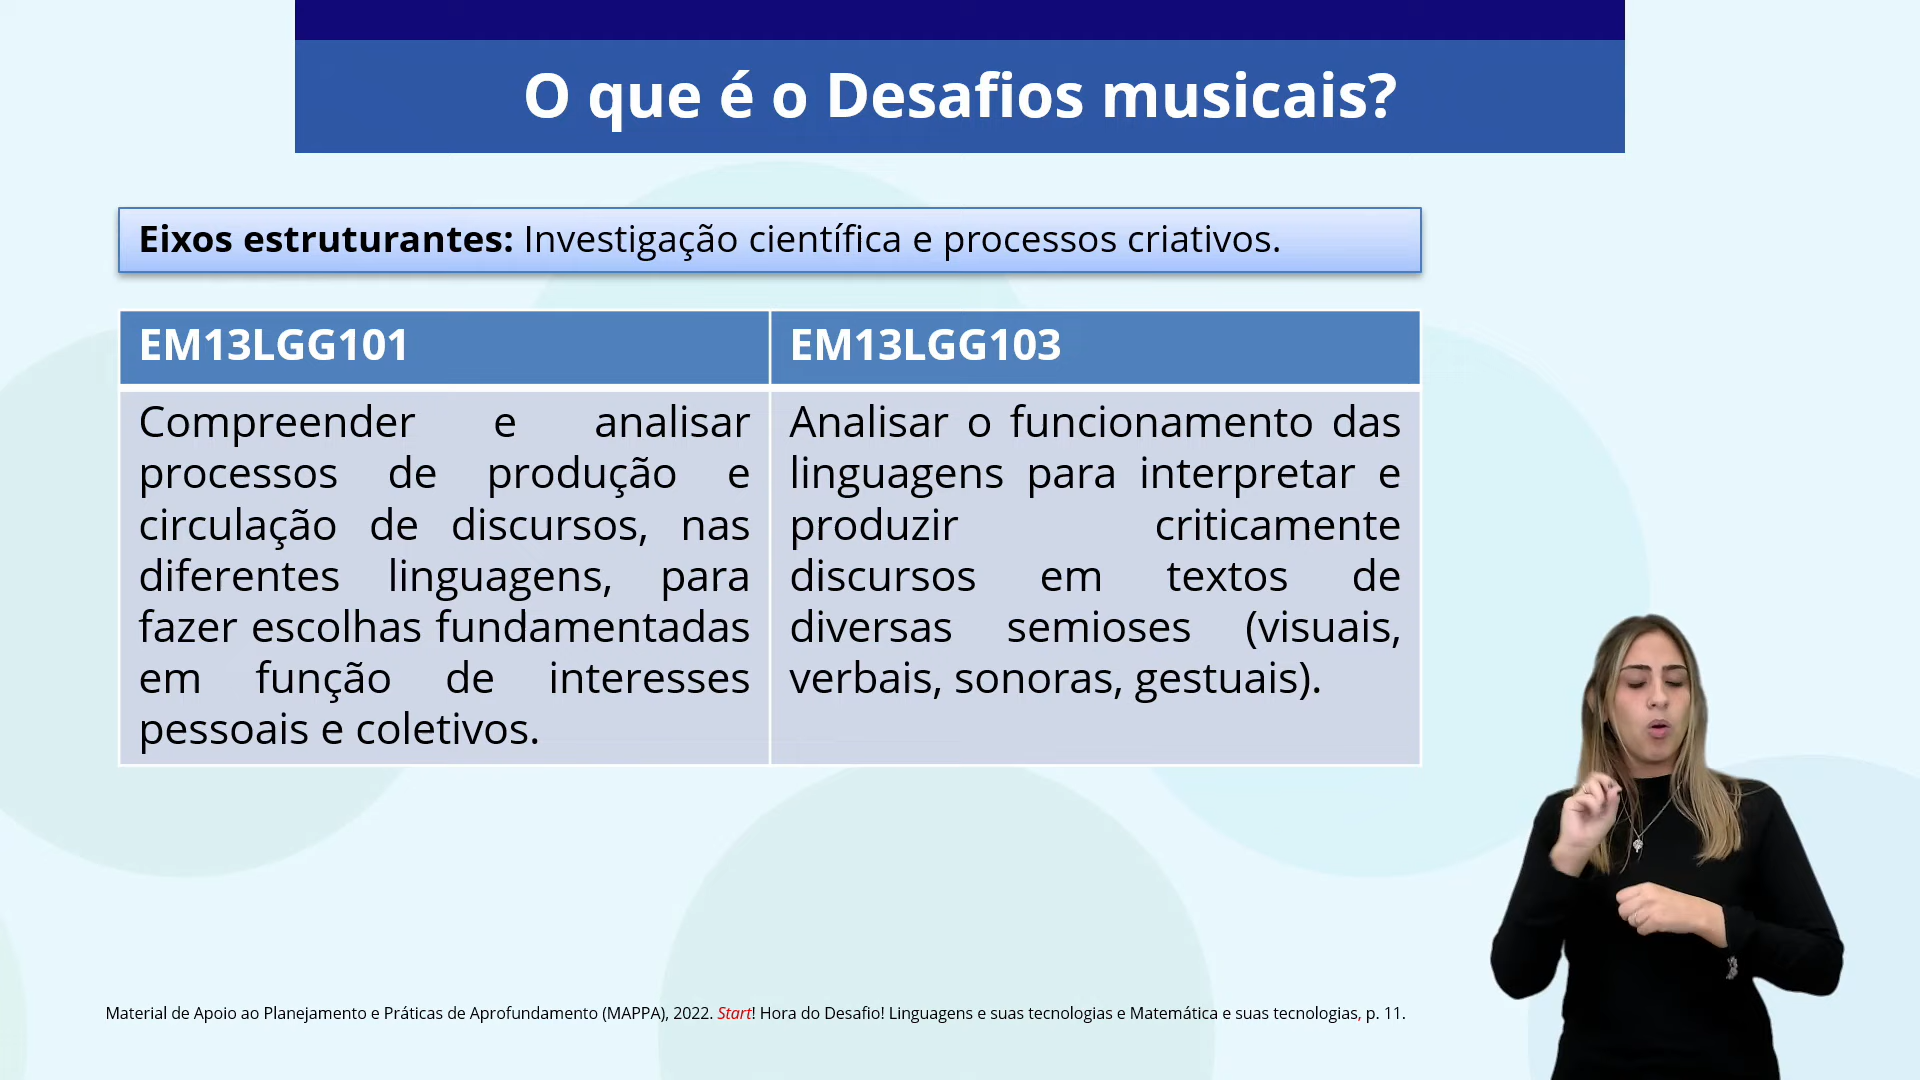 O que é o Desafios musicais?
Eixos estruturantes: Investigação científica e processos criativos.
EM13LGG101
Compreender e analisar
processos de produção e
circulação de discursos, nas
diferentes linguagens, para
fazer escolhas fundamentadas
em função de interesses
pessoais e coletivos.
EM13LGG103
Analisar o funcionamento das
linguagens para interpretar e
produzir criticamente
discursos em textos de
diversas semioses (visuais,
verbais, sonoras, gestuais).
Material de Apoio ao Planejamento e Práticas de Aprofundamento (MAPPA), 2022. Start! Hora do Desafio! Linguagens e suas tecnologias e Matemática e suas tecnologias, p. 11.